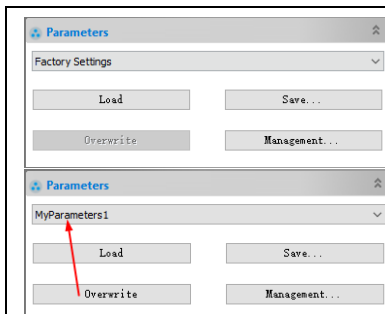 Parameters
Factory Settings
Load Save...
Overwrite Management...
Parameters
MyParameters1
Load Save...
Overwrite Management...